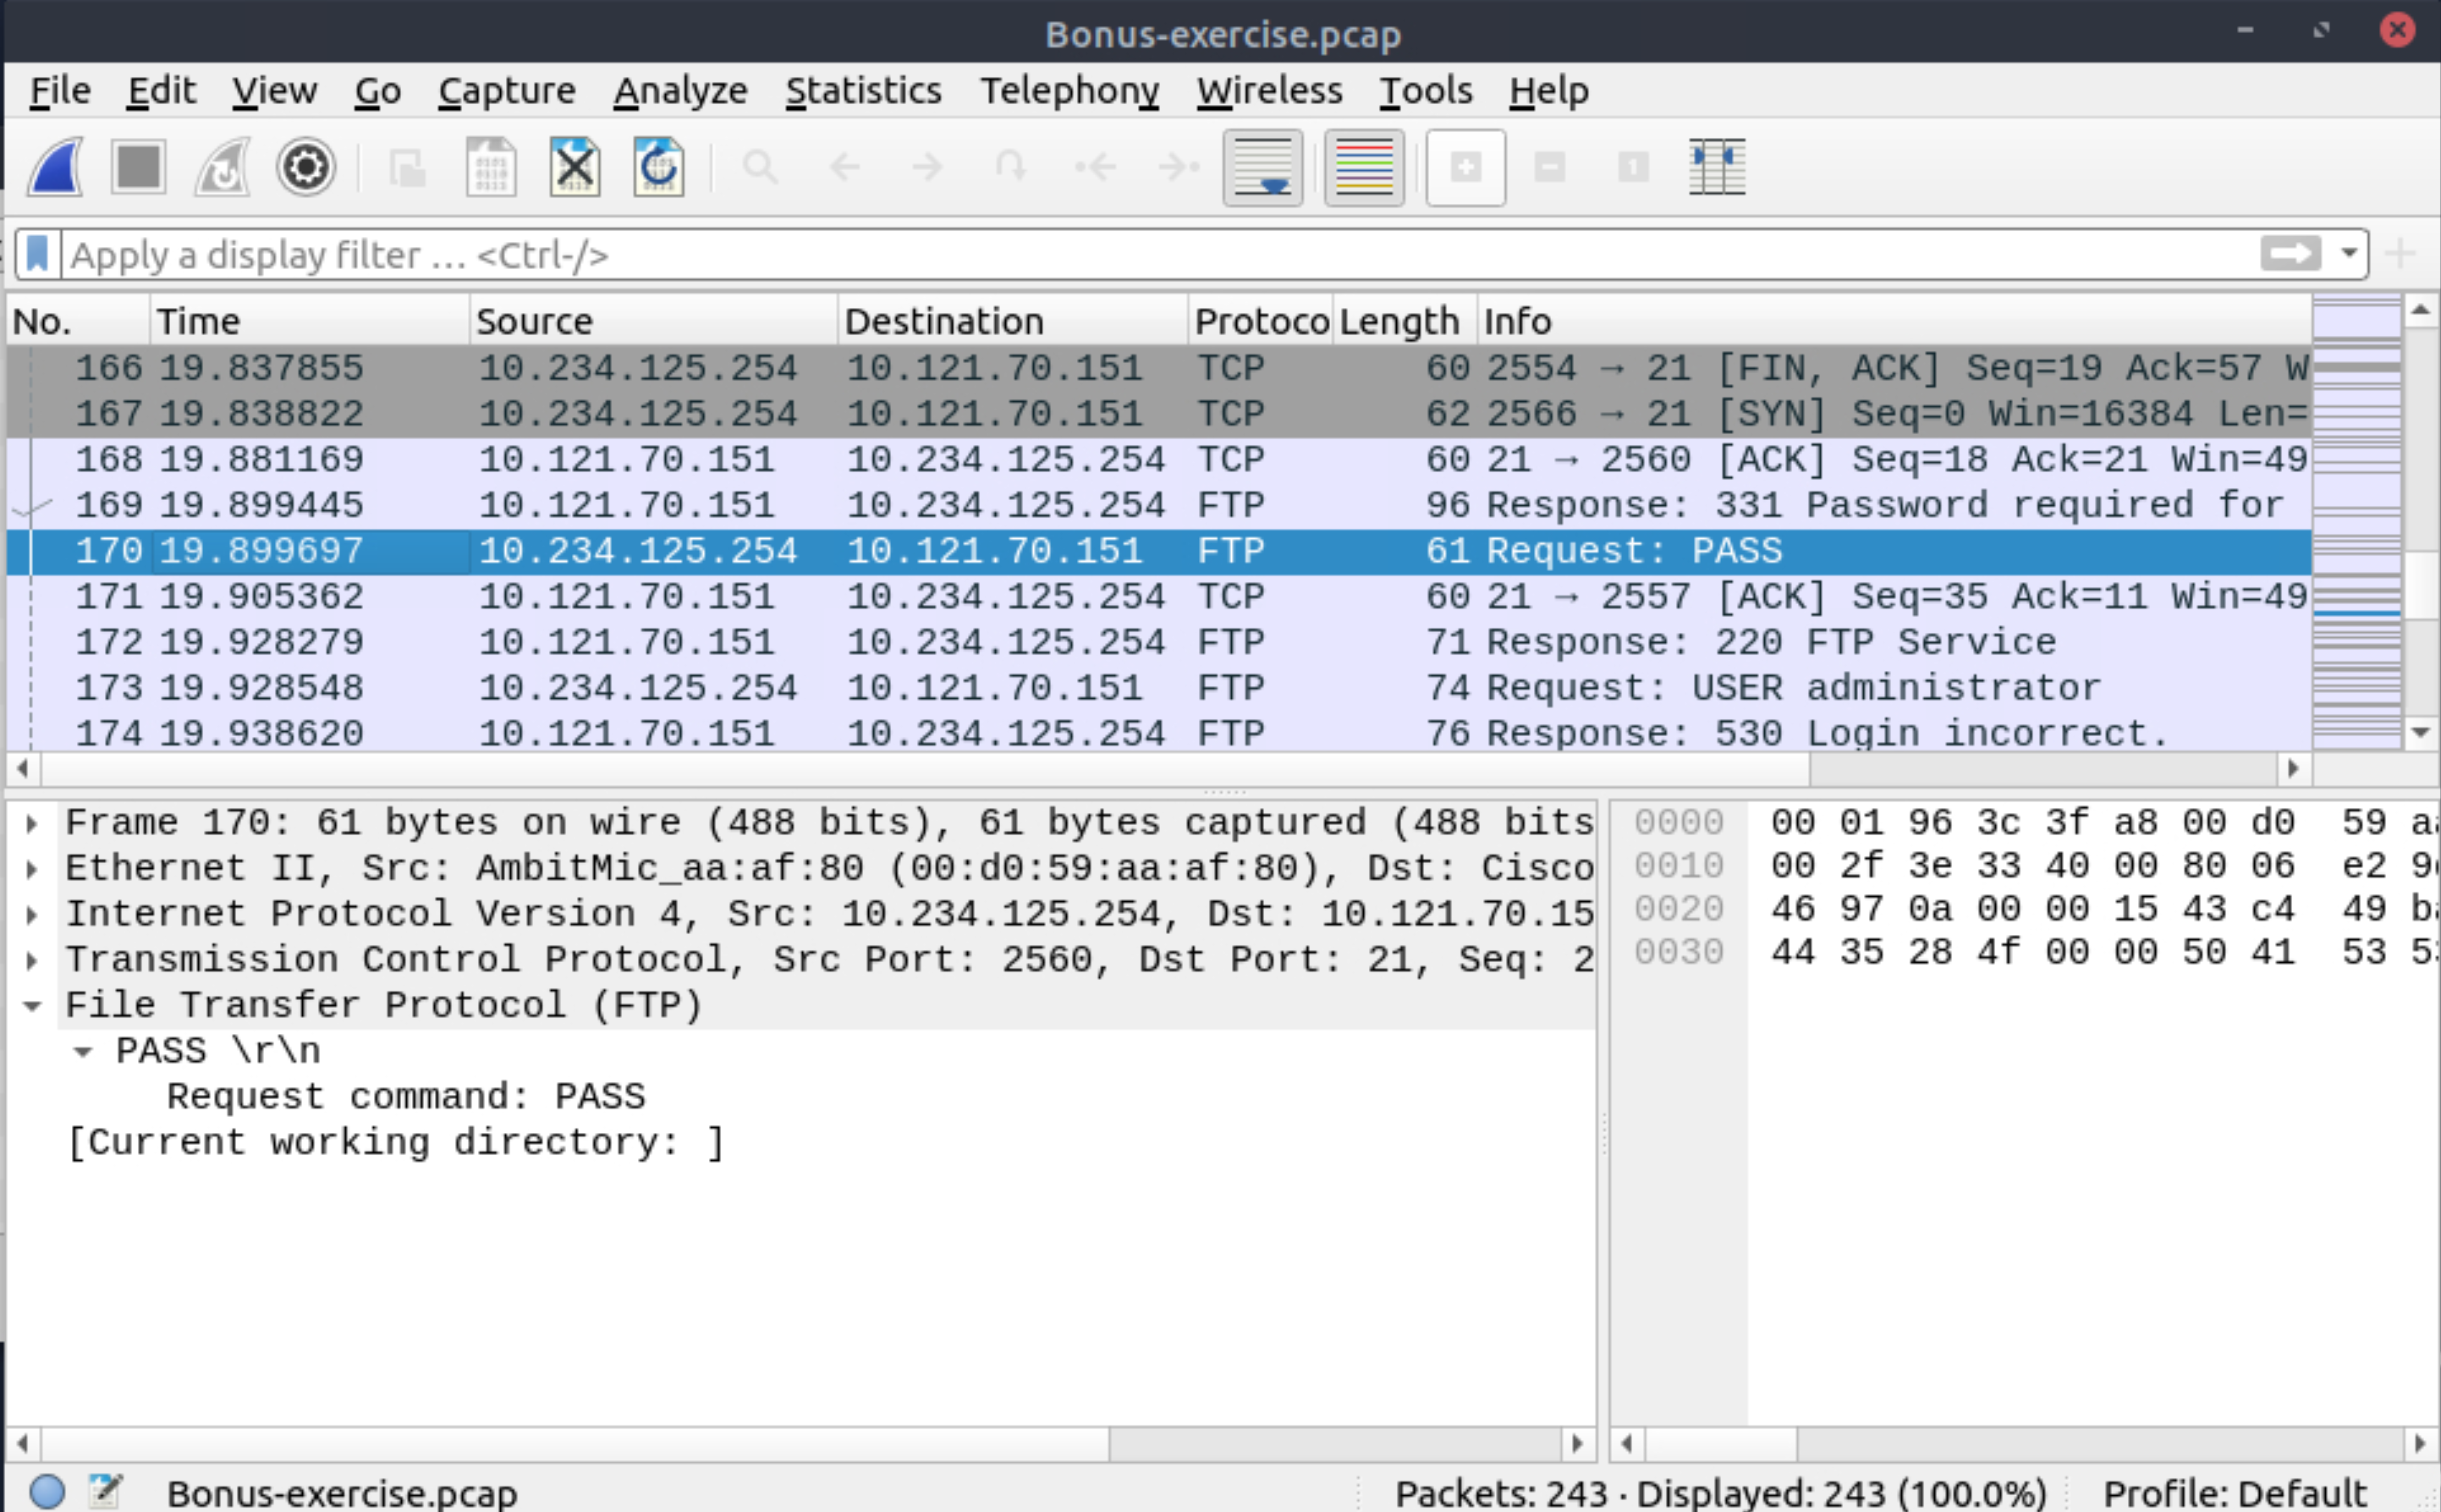 Bonus-exercise.pcap
File Edit View Go Capture Analyze Statistics Telephony Wireless Tools Help
Apply a display filter … <Ctrl-/>
No. Time Source Destination Protoco Length Info
166 19.837855 10.234.125.254 10.121.70.151 TCP 60 2554 → 21 [FIN, ACK] Seq=19 Ack=57 W
167 19.838822 10.234.125.254 10.121.70.151 TCP 62 2566 → 21 [SYN] Seq=0 Win=16384 Len=
168 19.881169 10.121.70.151 10.234.125.254 TCP 60 21 → 2560 [ACK] Seq=18 Ack=21 Win=49
169 19.899445 10.121.70.151 10.234.125.254 FTP 96 Response: 331 Password required for
170 19.899697 10.234.125.254 10.121.70.151 FTP 61 Request: PASS
171 19.905362 10.121.70.151 10.234.125.254 TCP 60 21 → 2557 [ACK] Seq=35 Ack=11 Win=49
172 19.928279 10.121.70.151 10.234.125.254 FTP 71 Response: 220 FTP Service
173 19.928548 10.234.125.254 10.121.70.151 FTP 74 Request: USER administrator
174 19.938620 10.121.70.151 10.234.125.254 FTP 76 Response: 530 Login incorrect.
Frame 170: 61 bytes on wire (488 bits), 61 bytes captured (488 bits
Ethernet II, Src: AmbitMic_aa:af:80 (00:d0:59:aa:af:80), Dst: Cisco
Internet Protocol Version 4, Src: 10.234.125.254, Dst: 10.121.70.15
Transmission Control Protocol, Src Port: 2560, Dst Port: 21, Seq: 2
File Transfer Protocol (FTP)
PASS \r\n
Request command: PASS
[Current working directory: ]
0000 00 01 96 3c 3f a8 00 d0 59 a
0010 00 2f 3e 33 40 00 80 06 e2 9
0020 46 97 0a 00 00 15 43 c4 49 b
0030 44 35 28 4f 00 00 50 41 53 5
Bonus-exercise.pcap
Packets: 243 · Displayed: 243 (100.0%)
Profile: Default